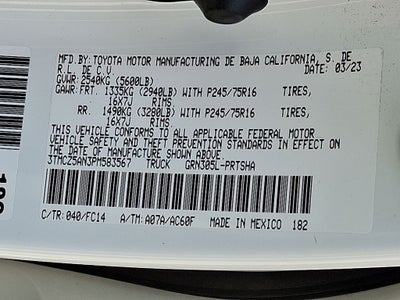 MFD.BY:TOYOTA MOTOR MANUFACTURING DE BAJA CALIFORNIA, S. DE
R.L. DE C.V. 03/23
GVWR:2540KG (5600LB)
GAWR:FRT. 1335KG (2940LB) WITH P245/75R16 TIRES,
16X7J RIMS.
RR. 1490KG (3280LB) WITH P245/75R16 TIRES,
16X7J RIMS.
THIS VEHICLE CONFORMS TO ALL APPLICABLE FEDERAL MOTOR
VEHICLE SAFETY AND THEFT PREVENTION STANDARDS IN EFFECT ON
THE DATE OF MANUFACTURE SHOWN ABOVE.
3TMCZ5AN3PM583567 TRUCK GRN305L-PRTSHA
C/TR:040/FC14 A/TM:A07A/AC60F MADE IN MEXICO 182